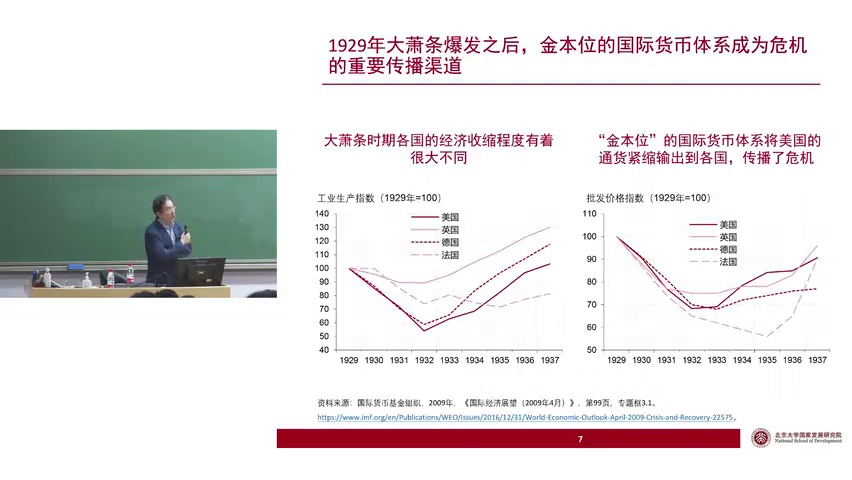 1929年大萧条爆发之后，金本位的国际货币体系成为危机
的重要传播渠道
大萧条时期各国的经济收缩程度有着
很大不同
工业生产指数（1929年=100）
140
130
120
110
100
90
80
70
60
50
40
美国
英国
德国
法国
1929 1930 1931 1932 1933 1934 1935 1936 1937
“金本位”的国际货币体系将美国的
通货紧缩输出到各国，传播了危机
批发价格指数（1929年=100）
110
100
90
80
70
60
50
美国
英国
德国
法国
1929 1930 1931 1932 1933 1934 1935 1936 1937
资料来源：国际货币基金组织，2009年，《国际经济展望（2009年4月）》，第99页，专题框3.1。
https://www.imf.org/en/Publications/WEO/Issues/2016/12/31/World-Economic-Outlook-April-2009-Crisis-and-Recovery-22575。
7
北京大学国家发展研究院
National School of Development